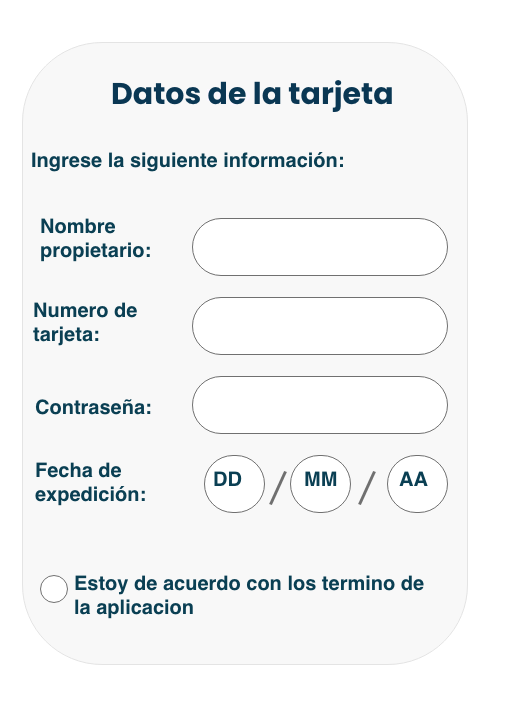 Datos de la tarjeta
Ingrese la siguiente información:
Nombre
propietario:
Numero de
tarjeta:
Contraseña:
Fecha de
expedición:
DD / MM / AA
Estoy de acuerdo con los termino de
la aplicacion